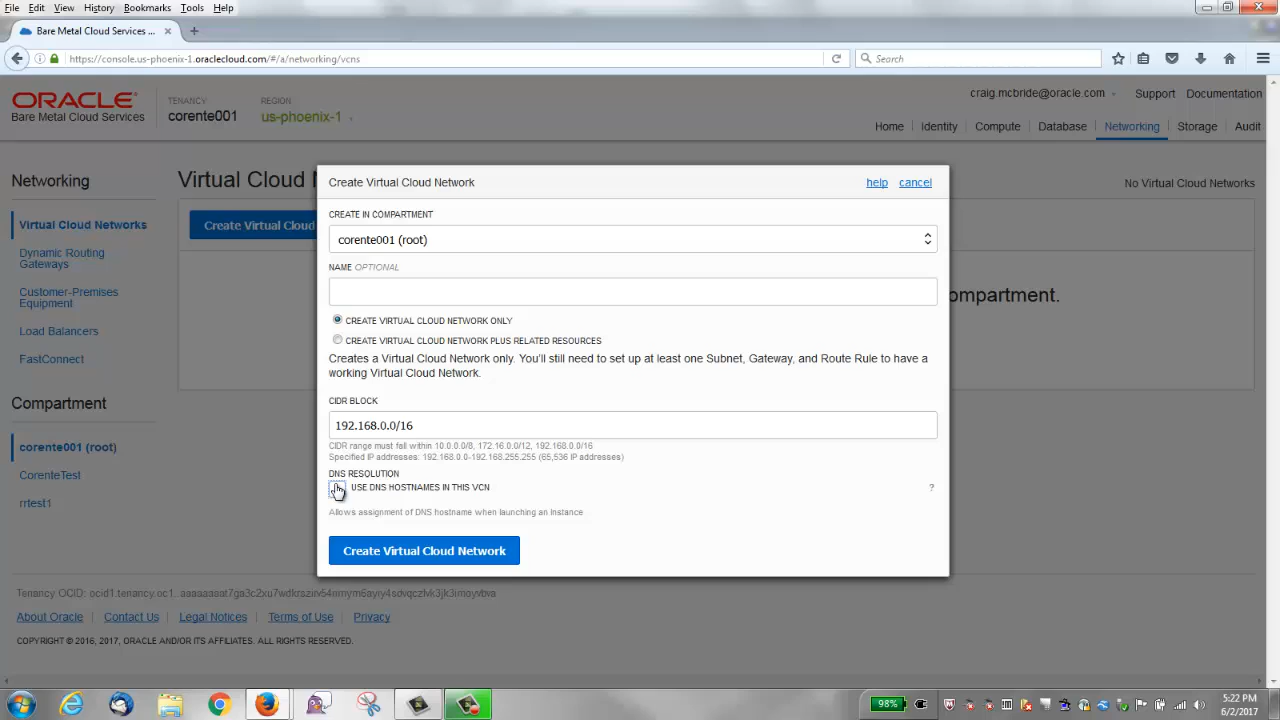 File Edit View History Bookmarks Tools Help
Bare Metal Cloud Services ...
https://console.us-phoenix-1.oraclecloud.com/#/a/networking/vcns
Search
ORACLE
Bare Metal Cloud Services
TENANCY
corente001
REGION
us-phoenix-1
craig.mcbride@oracle.com
Support
Documentation
Home
Identity
Compute
Database
Networking
Storage
Audit
Networking
Virtual Cloud Networks
Dynamic Routing
Gateways
Customer-Premises
Equipment
Load Balancers
FastConnect
Compartment
corente001 (root)
CorenteTest
rrtest1
Virtual Cloud
Create Virtual Cloud
No Virtual Cloud Networks
ompartment.
Create Virtual Cloud Network
help
cancel
CREATE IN COMPARTMENT
corente001 (root)
NAME OPTIONAL
CREATE VIRTUAL CLOUD NETWORK ONLY
CREATE VIRTUAL CLOUD NETWORK PLUS RELATED RESOURCES
Creates a Virtual Cloud Network only. You'll still need to set up at least one Subnet, Gateway, and Route Rule to have a
working Virtual Cloud Network.
CIDR BLOCK
192.168.0.0/16
CIDR range must fall within 10.0.0.0/8, 172.16.0.0/12, 192.168.0.0/16
Specified IP addresses: 192.168.0.0-192.168.255.255 (65,536 IP addresses)
DNS RESOLUTION
USE DNS HOSTNAMES IN THIS VCN
?
Allows assignment of DNS hostname when launching an Instance
Create Virtual Cloud Network
Tenancy OCID:
About Oracle
Contact Us
Legal Notices
Terms of Use
Privacy
COPYRIGHT © 2016, 2017, ORACLE AND/OR ITS AFFILIATES. ALL RIGHTS RESERVED.
98%
5:22 PM
6/2/2017